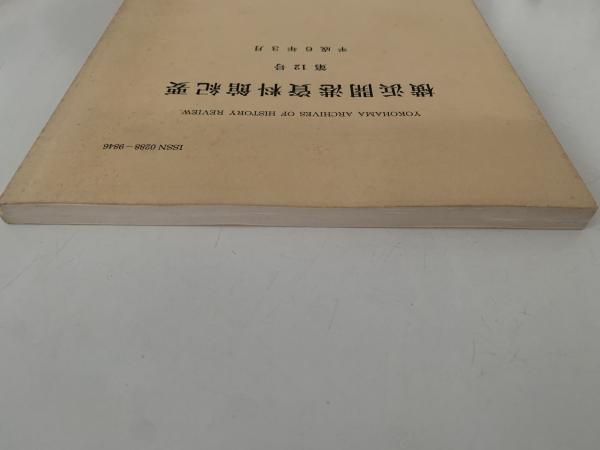 ISSN 0288-9846
YOKOHAMA ARCHIVES OF HISTORY REVIEW
横浜開港資料館紀要
第12号
平成6年3月